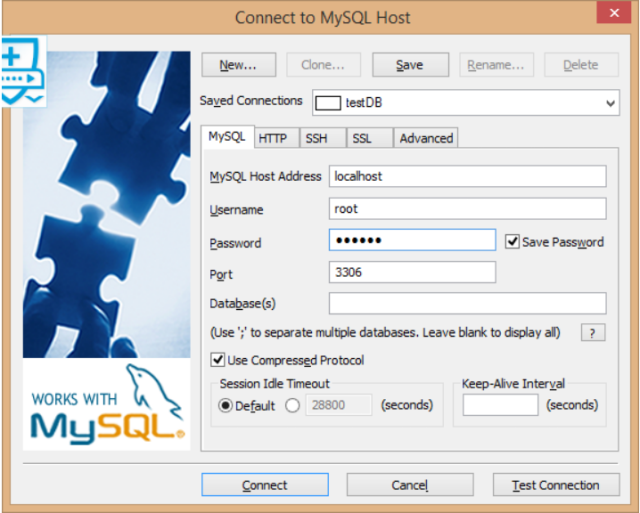 Connect to MySQL Host
New... Clone... Save Rename... Delete
Saved Connections testDB
MySQL HTTP SSH SSL Advanced
MySQL Host Address localhost
Username root
Password ●●●●●● Save Password
Port 3306
Database(s)
(Use ';' to separate multiple databases. Leave blank to display all) ?
Use Compressed Protocol
Session Idle Timeout Keep-Alive Interval
Default 28800 (seconds) (seconds)
WORKS WITH
MySQL®
Connect Cancel Test Connection